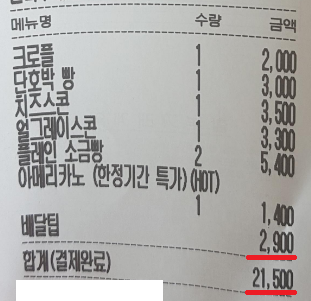 메뉴명 수량 금액
크로플 1 2,000
단호박 빵 1 3,000
치즈스콘 1 3,500
얼그레이스콘 1 3,300
플레인 소금빵 2 5,400
아메리카노 (한정기간 특가)(HOT)
1 1,400
배달팁 2,900
합계(결제완료) 21,500